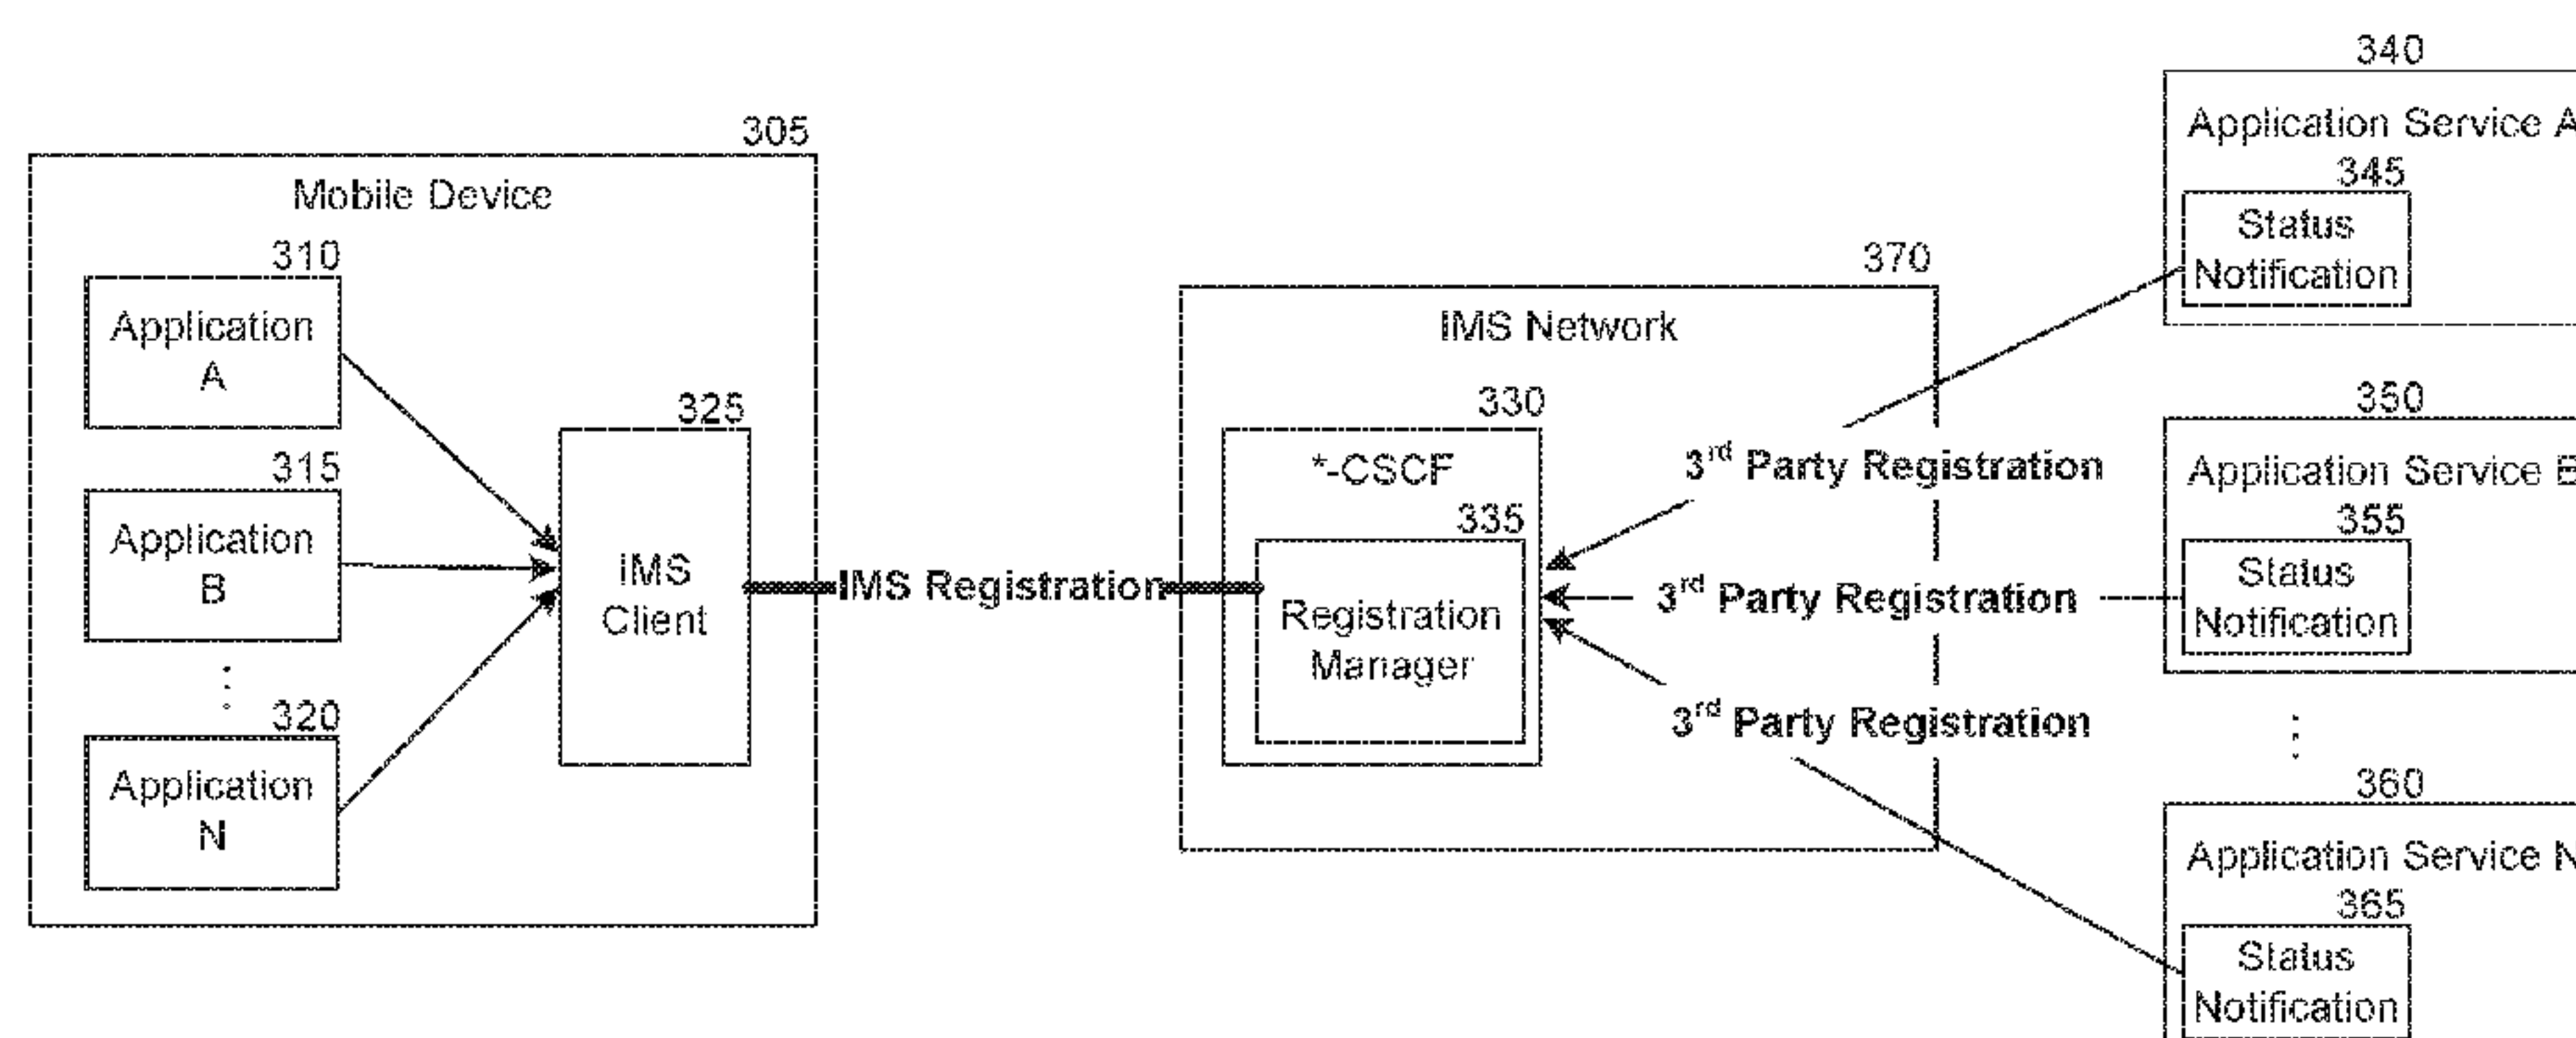 305
Mobile Device
310
Application
A
315
Application
B
320
Application
N
325
IMS
Client
IMS Registration
370
IMS Network
330
*-CSCF
335
Registration
Manager
3rd Party Registration
3rd Party Registration
3rd Party Registration
340
Application Service A
345
Status
Notification
350
Application Service B
355
Status
Notification
360
Application Service N
365
Status
Notification